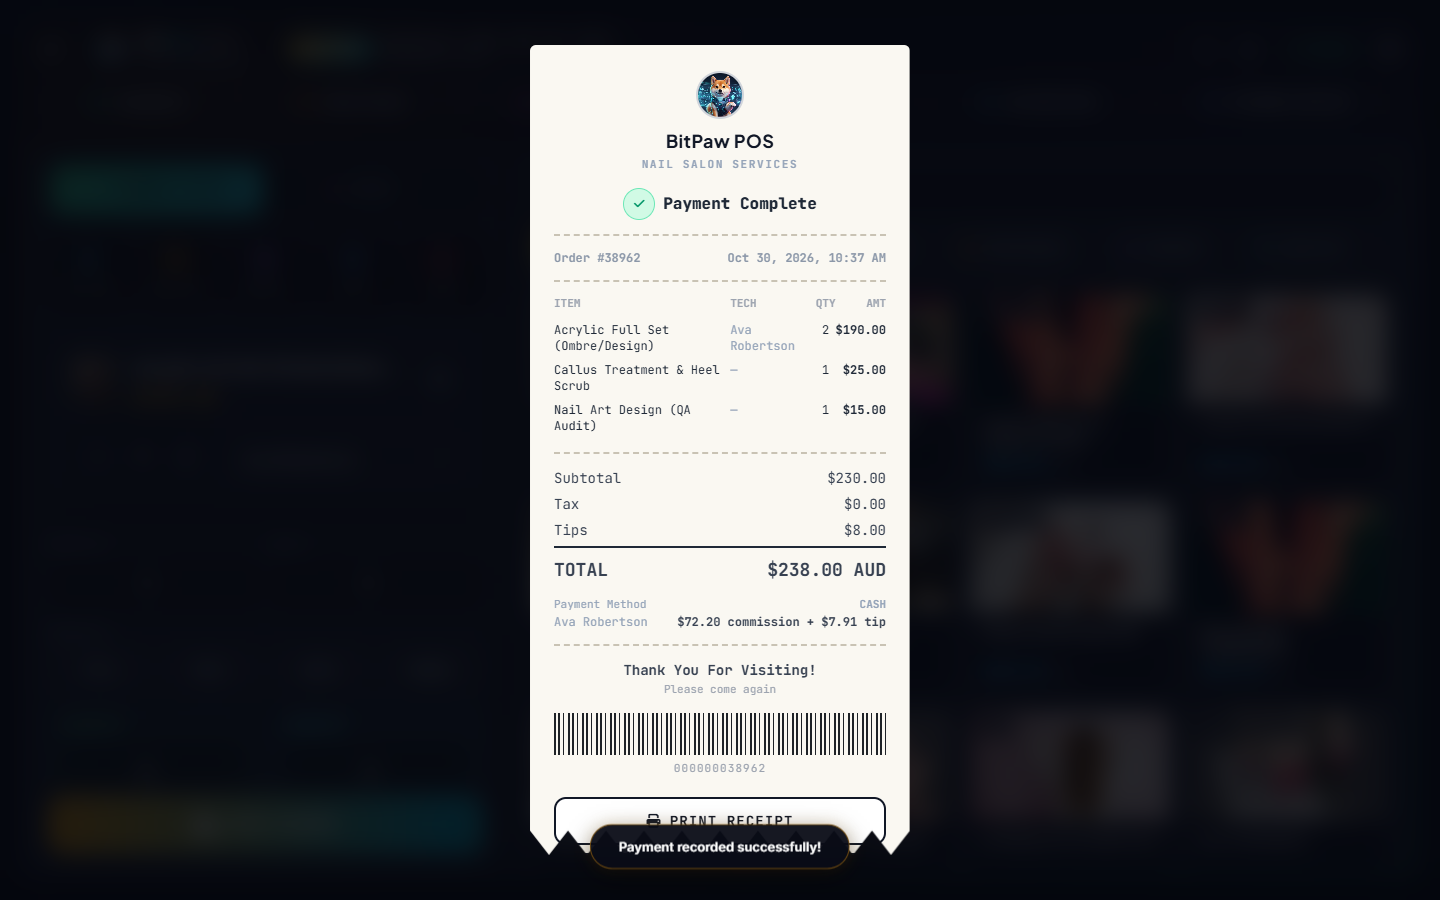 BitPaw POS
NAIL SALON SERVICES
Payment Complete
Order #38962 Oct 30, 2026, 10:37 AM
ITEM TECH QTY AMT
Acrylic Full Set Ava 2 $190.00
(Ombre/Design) Robertson
Callus Treatment & Heel — 1 $25.00
Scrub
Nail Art Design (QA — 1 $15.00
Audit)
Subtotal $230.00
Tax $0.00
Tips $8.00
TOTAL $238.00 AUD
Payment Method CASH
Ava Robertson $72.20 commission + $7.91 tip
Thank You For Visiting!
Please come again
000000038962
PRINT RECEIPT
Payment recorded successfully!